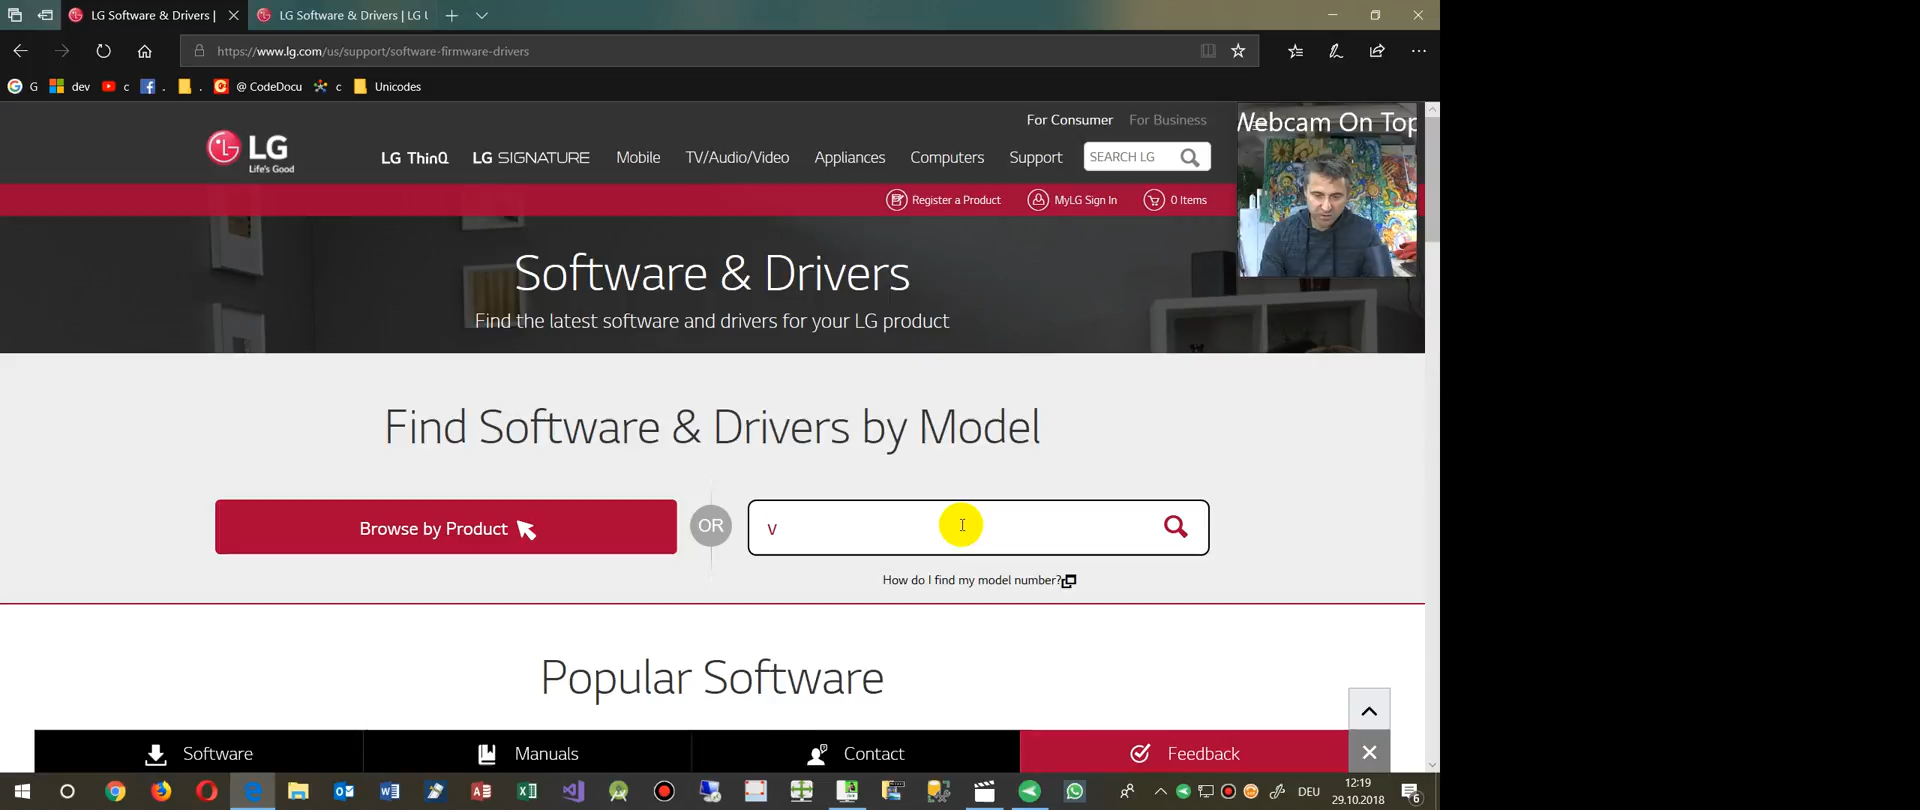 LG Software & Drivers |
LG Software & Drivers | LG U
https://www.lg.com/us/support/software-firmware-drivers
G
dev
c
.
.
@ CodeDocu
c
Unicodes
For Consumer
For Business
Webcam On Top
LG
Life's Good
LG ThinQ
LG SIGNATURE
Mobile
TV/Audio/Video
Appliances
Computers
Support
SEARCH LG
Register a Product
MyLG Sign In
0 Items
Software & Drivers
Find the latest software and drivers for your LG product
Find Software & Drivers by Model
Browse by Product
OR
v
How do I find my model number?
Popular Software
Software
Manuals
Contact
Feedback
DEU
12:19
29.10.2018
6